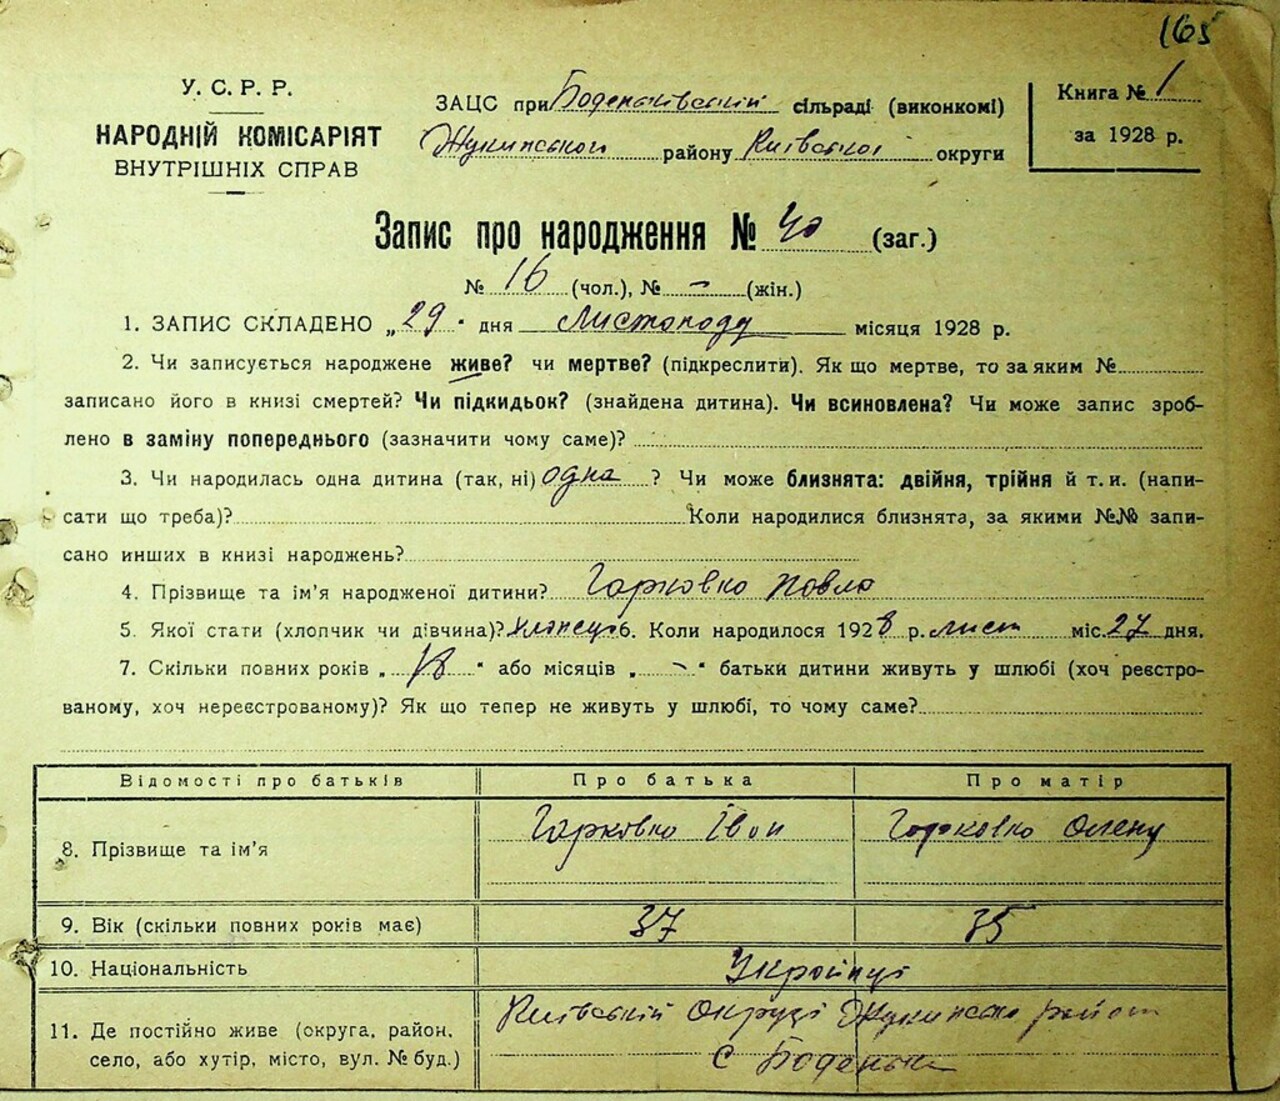 165
У. С. Р. Р.
НАРОДНІЙ КОМІСАРІЯТ
ВНУТРІШНІХ СПРАВ
ЗАЦС при Боденьківській сільраді (виконкомі)
Жукинського району Київської округи
Книга № 1
за 1928 р.
Запис про народження № 40 (заг.)
№ 16 (чол.), № – (жін.)
1. ЗАПИС СКЛАДЕНО „29“ дня Листопаду місяця 1928 р.
2. Чи записується народжене живе? чи мертве? (підкреслити). Як що мертве, то за яким №
записано його в книзі смертей? Чи підкидьок? (знайдена дитина). Чи всиновлена? Чи може запис зроб-
лено в заміну попереднього (зазначити чому саме)?
3. Чи народилась одна дитина (так, ні) одна ? Чи може близнята: двійня, трійня й т. и. (напи-
сати що треба)? Коли народилися близнята, за якими №№ запи-
сано инших в книзі народжень?
4. Прізвище та ім’я народженої дитини? Гарковко Павло
5. Якої стати (хлопчик чи дівчина)? хлопець 6. Коли народилося 1928 р. лист міс. 27 дня.
7. Скільки повних років „18“ або місяців „–“ батьки дитини живуть у шлюбі (хоч реєстро-
ваному, хоч нереєстрованому)? Як що тепер не живуть у шлюбі, то чому саме?
Відомості про батьків Про батька Про матір
8. Прізвище та ім’я Гарковко Іван Гарковко Олена
9. Вік (скільки повних років має) 37 35
10. Національність Українці
11. Де постійно живе (округа, район, Київській Округі Жукинсько район
село, або хутір, місто, вул. № буд.) с Боденьки